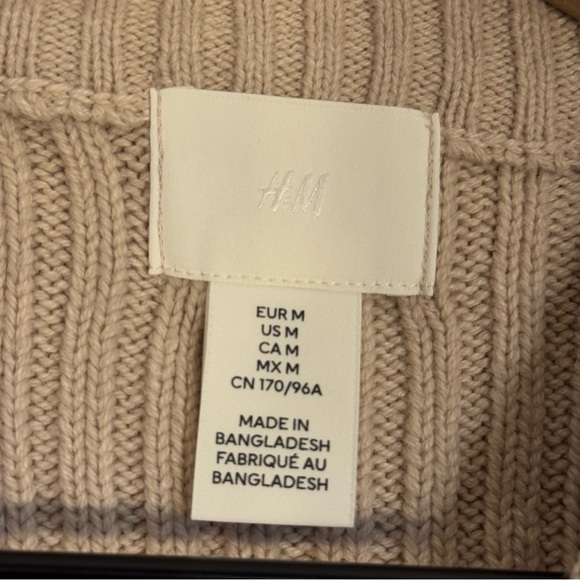 H&M
EUR M
US M
CA M
MX M
CN 170/96A
MADE IN
BANGLADESH
FABRIQUÉ AU
BANGLADESH